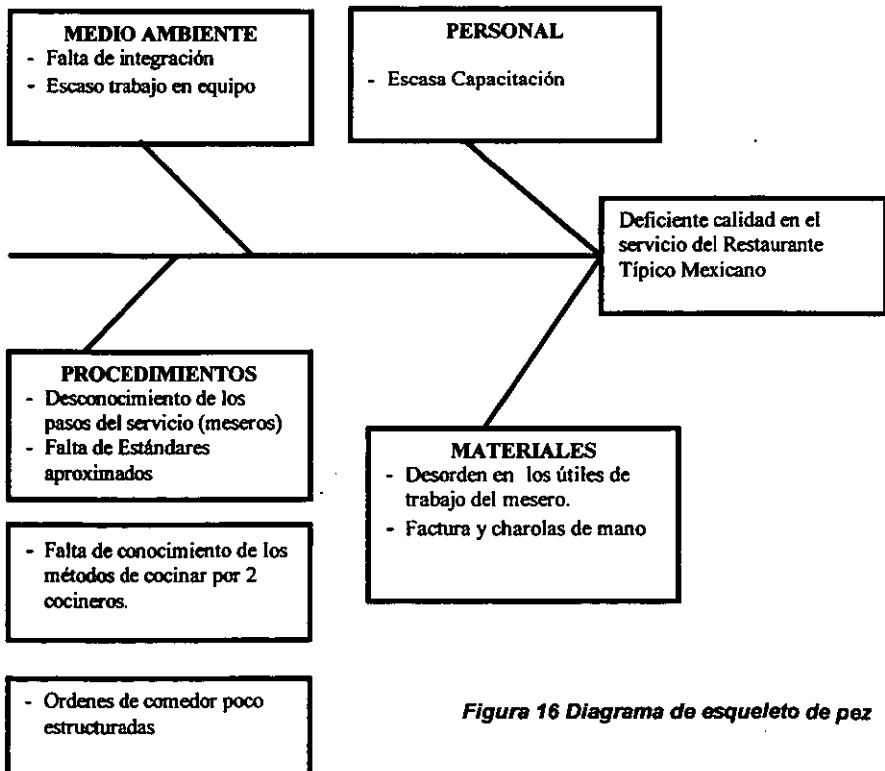 MEDIO AMBIENTE
- Falta de integración
- Escaso trabajo en equipo
PERSONAL
- Escasa Capacitación
Deficiente calidad en el
servicio del Restaurante
Típico Mexicano
PROCEDIMIENTOS
- Desconocimiento de los
pasos del servicio (meseros)
- Falta de Estándares
aproximados
- Falta de conocimiento de los
métodos de cocinar por 2
cocineros.
- Ordenes de comedor poco
estructuradas
MATERIALES
- Desorden en los útiles de
trabajo del mesero.
- Factura y charolas de mano
Figura 16 Diagrama de esqueleto de pez